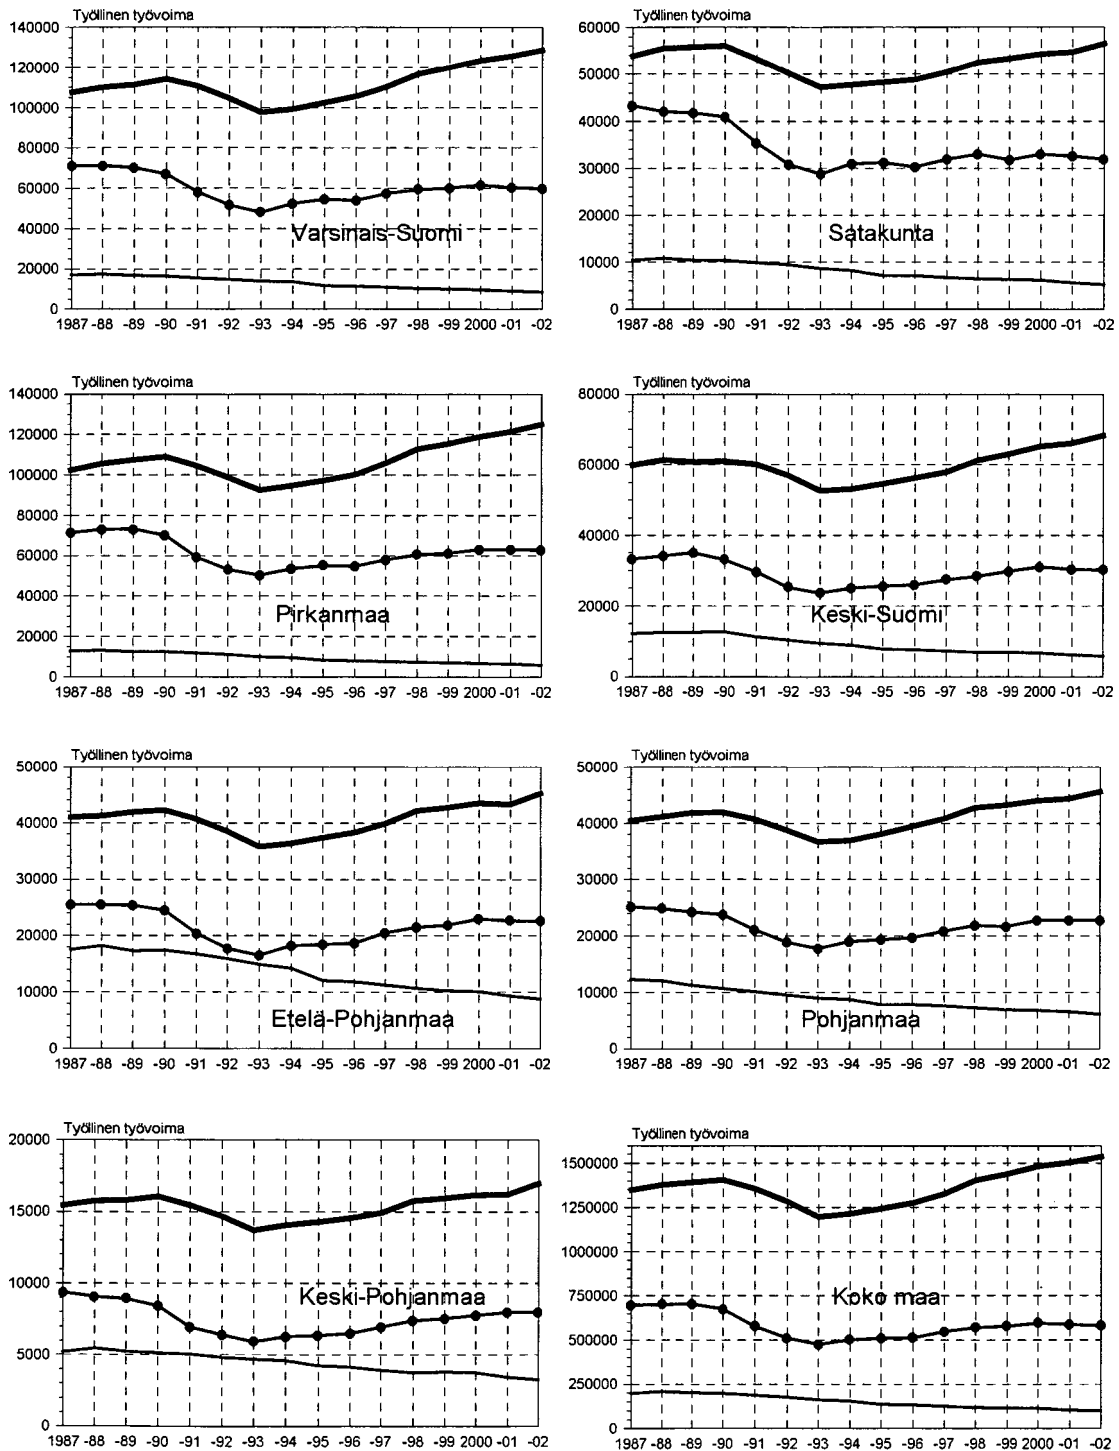 Työllinen työvoima
140000
120000
100000
80000
60000
40000
20000
0
Varsinais-Suomi
1987 -88 -89 -90 -91 -92 -93 -94 -95 -96 -97 -98 -99 2000 -01 -02
Työllinen työvoima
60000
50000
40000
30000
20000
10000
0
Satakunta
1987 -88 -89 -90 -91 -92 -93 -94 -95 -96 -97 -98 -99 2000 -01 -02
Työllinen työvoima
140000
120000
100000
80000
60000
40000
20000
0
Pirkanmaa
1987 -88 -89 -90 -91 -92 -93 -94 -95 -96 -97 -98 -99 2000 -01 -02
Työllinen työvoima
80000
60000
40000
20000
0
Keski-Suomi
1987 -88 -89 -90 -91 -92 -93 -94 -95 -96 -97 -98 -99 2000 -01 -02
Työllinen työvoima
50000
40000
30000
20000
10000
0
Etelä-Pohjanmaa
1987 -88 -89 -90 -91 -92 -93 -94 -95 -96 -97 -98 -99 2000 -01 -02
Työllinen työvoima
50000
40000
30000
20000
10000
0
Pohjanmaa
1987 -88 -89 -90 -91 -92 -93 -94 -95 -96 -97 -98 -99 2000 -01 -02
Työllinen työvoima
20000
15000
10000
5000
0
Keski-Pohjanmaa
1987 -88 -89 -90 -91 -92 -93 -94 -95 -96 -97 -98 -99 2000 -01 -02
Työllinen työvoima
1500000
1250000
1000000
750000
500000
250000
0
Koko maa
1987 -88 -89 -90 -91 -92 -93 -94 -95 -96 -97 -98 -99 2000 -01 -02